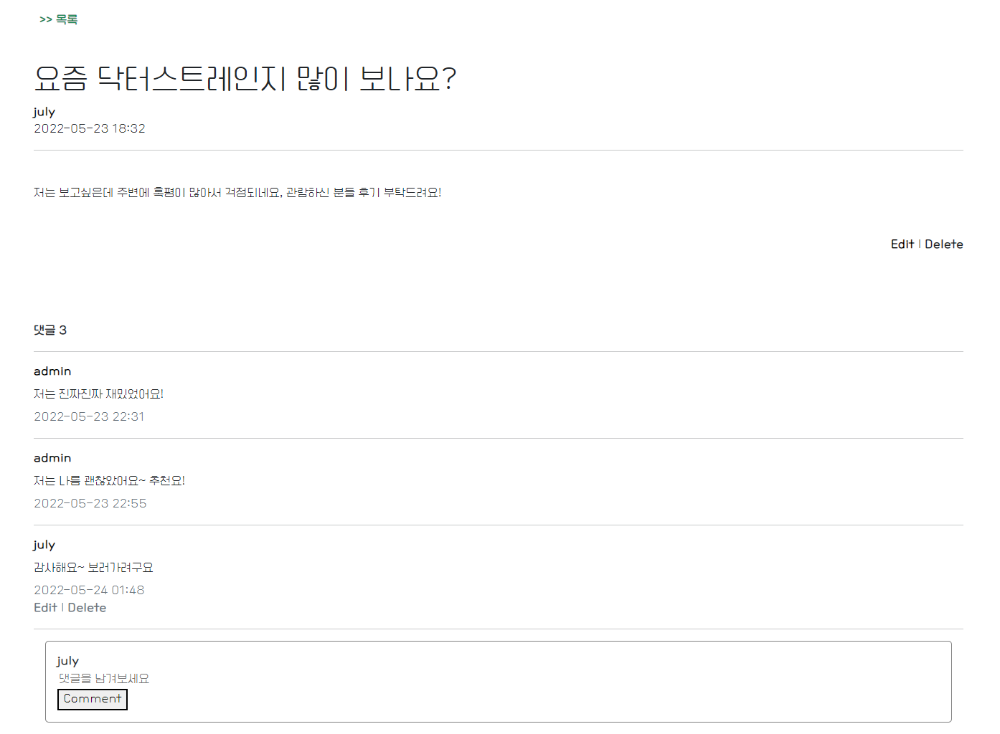 >> 목록
요즘 닥터스트레인지 많이 보나요?
july
2022-05-23 18:32
저는 보고싶은데 주변에 혹평이 많아서 걱정되네요, 관람하신 분들 후기 부탁드려요!
Edit | Delete
댓글 3
admin
저는 진짜진짜 재밌었어요!
2022-05-23 22:31
admin
저는 나름 괜찮았어요~ 추천요!
2022-05-23 22:55
july
감사해요~ 보러가려구요
2022-05-24 01:48
Edit | Delete
july
댓글을 남겨보세요
Comment